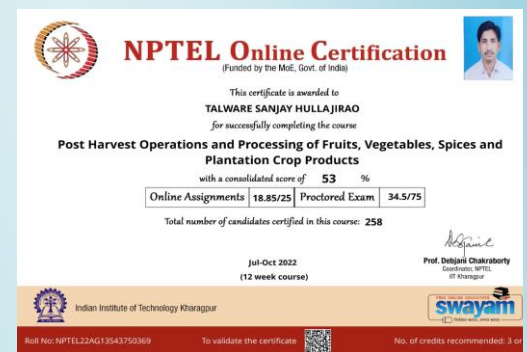 NPTEL Online Certification
(Funded by the MoE, Govt. of India)
This certificate is awarded to
TALWARE SANJAY HULLAJIRAO
for successfully completing the course
Post Harvest Operations and Processing of Fruits, Vegetables, Spices and
Plantation Crop Products
with a consolidated score of 53 %
Online Assignments 18.85/25 Proctored Exam 34.5/75
Total number of candidates certified in this course: 258
Jul-Oct 2022
(12 week course)
Prof. Debjani Chakraborty
Coordinator, NPTEL
IIT Kharagpur
Indian Institute of Technology Kharagpur
FREE ONLINE EDUCATION
swayam
Roll No: NPTEL22AG13S43750369 To validate the certificate No. of credits recommended: 3 or